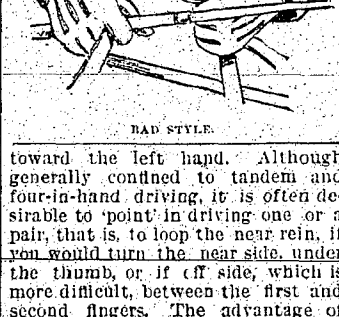 BAD STYLE.
toward the left hand. Although
generally confined to tandem and
four-in-hand driving, it is often de-
sirable to 'point' in driving one or a
pair, that is, to loop the near rein, if
you would turn the near side, under
the thumb, or if off side, which is
more difficult, between the first and
second fingers. The advantage of